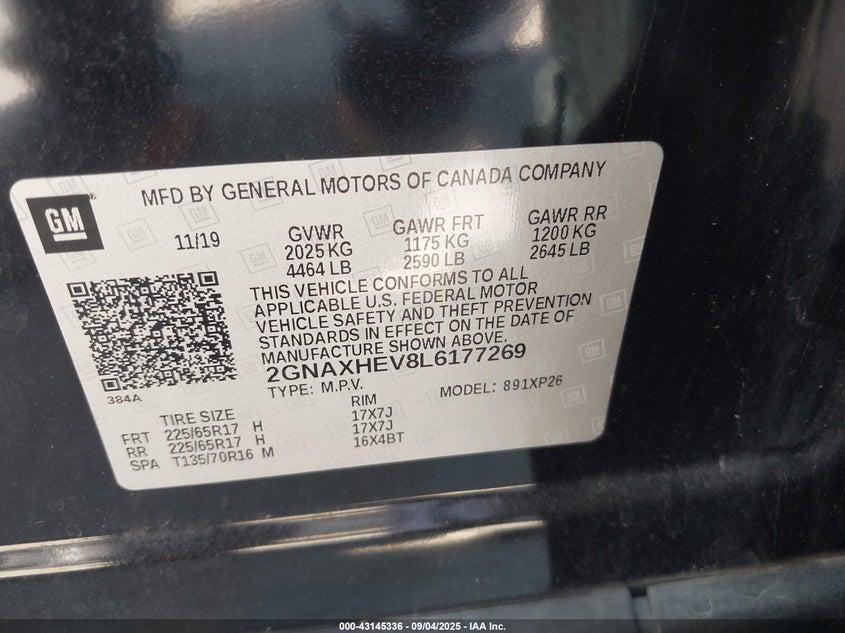 MFD BY GENERAL MOTORS OF CANADA COMPANY
GM
11/19
GVWR
2025 KG
4464 LB
GAWR FRT
1175 KG
2590 LB
GAWR RR
1200 KG
2645 LB
THIS VEHICLE CONFORMS TO ALL
APPLICABLE U.S. FEDERAL MOTOR
VEHICLE SAFETY AND THEFT PREVENTION
STANDARDS IN EFFECT ON THE DATE OF
MANUFACTURE SHOWN ABOVE.
2GNAXHEV8L6177269
TYPE: M.P.V. MODEL: 891XP26
384A
TIRE SIZE RIM
FRT 225/65R17 H 17X7J
RR 225/65R17 H 17X7J
SPA T135/70R16 M 16X4BT
000-43145336 - 09/04/2025 - IAA Inc.